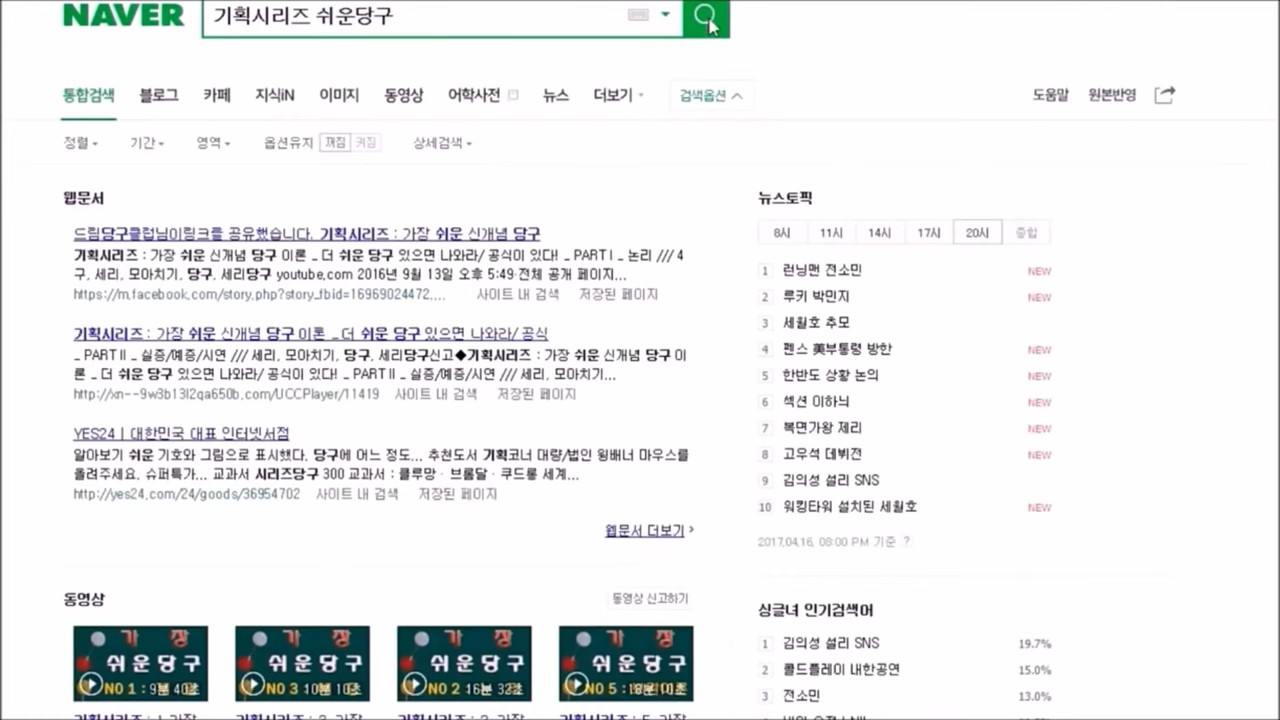 NAVER
기획시리즈 쉬운당구
통합검색 블로그 카페 지식iN 이미지 동영상 어학사전 뉴스 더보기 검색옵션 도움말 원본반영
정렬 기간 영역 옵션유지 꺼짐 켜짐 상세검색
웹문서
드림당구클럽님이링크를 공유했습니다. 기획시리즈 : 가장 쉬운 신개념 당구
기획시리즈 : 가장 쉬운 신개념 당구 이론 _ 더 쉬운 당구 있으면 나와라/ 공식이 있다! _ PART I _ 논리 /// 4
구, 세리, 모아치기, 당구, 세리당구 youtube.com 2016년 9월 13일 오후 5:49·전체 공개 페이지...
https://m.facebook.com/story.php?story_fbid=16969024472.... 사이트 내 검색 저장된 페이지
기획시리즈 : 가장 쉬운 신개념 당구 이론 _ 더 쉬운 당구 있으면 나와라/ 공식
_ PART II _ 실증/예증/시연 /// 세리, 모아치기, 당구, 세리당구신고◆기획시리즈 : 가장 쉬운 신개념 당구 이
론 _ 더 쉬운 당구 있으면 나와라/ 공식이 있다! _ PART II _ 실증/예증/시연 /// 세리, 모아치기...
http://xn--9w3b13l2qa650b.com/UCCPlayer/11419 사이트 내 검색 저장된 페이지
YES24 | 대한민국 대표 인터넷서점
알아보기 쉬운 기호와 그림으로 표시했다. 당구에 어느 정도... 추천도서 기획코너 대량/법인 윙배너 마우스를
올려주세요. 슈퍼특가... 교과서 시리즈당구 300 교과서 : 클루망 · 브롬달 · 쿠드롱 세계...
http://yes24.com/24/goods/36954702 사이트 내 검색 저장된 페이지
웹문서 더보기
동영상 동영상 신고하기
가 장 가 장 가 장 가 장
쉬운당구 쉬운당구 쉬운당구 쉬운당구
NO 1 : 9분 40초 NO 3 10분 10초 NO 2 16분 NO 5
뉴스토픽
8시 11시 14시 17시 20시 종합
1 런닝맨 전소민 NEW
2 루키 박민지 NEW
3 세월호 추모
4 펜스 美부통령 방한 NEW
5 한반도 상황 논의 NEW
6 섹션 이하늬 NEW
7 복면가왕 제리 NEW
8 고우석 데뷔전 NEW
9 김의성 설리 SNS
10 워킹타워 설치된 세월호 NEW
2017.04.16. 08:00 PM 기준 ?
싱글녀 인기검색어
1 김의성 설리 SNS 19.7%
2 콜드플레이 내한공연 15.0%
3 전소민 13.0%